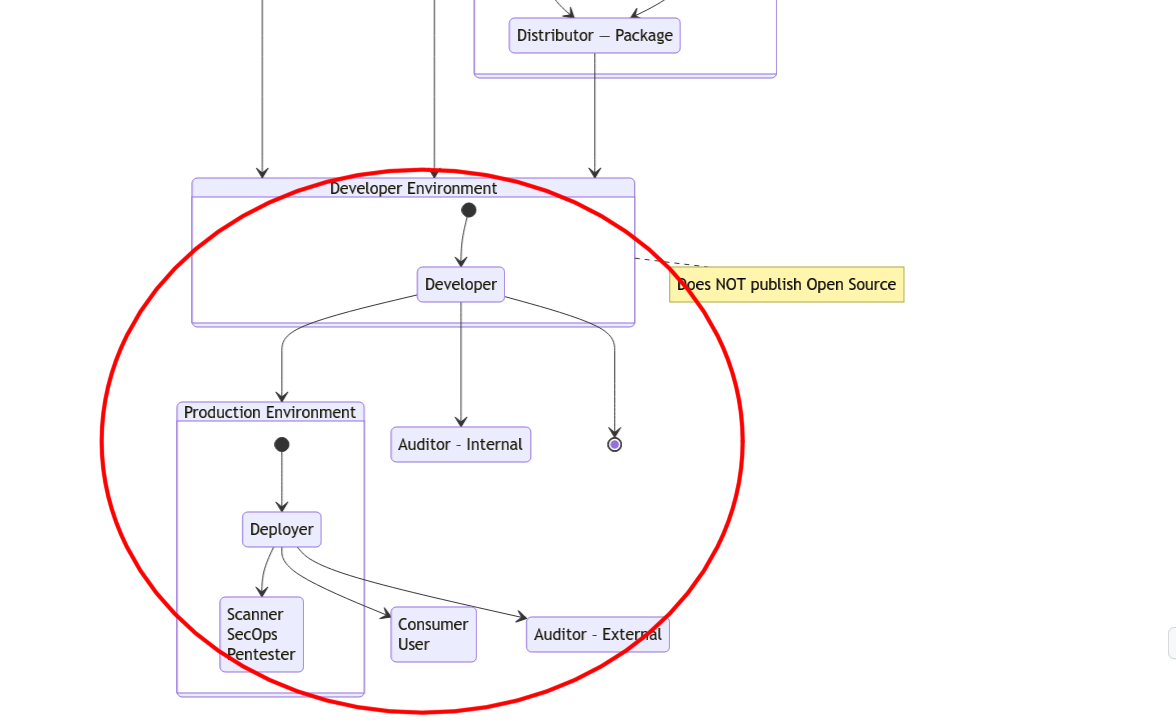 Distributor — Package
Developer Environment
Developer
Does NOT publish Open Source
Production Environment
Auditor - Internal
Deployer
Scanner
SecOps
Pentester
Consumer
User
Auditor - External